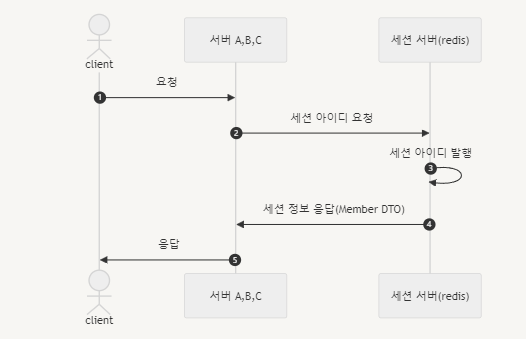 서버 A,B,C
세션 서버(redis)
client
요청
1
세션 아이디 요청
2
세션 아이디 발행
3
세션 정보 응답(Member DTO)
4
응답
5
서버 A,B,C
세션 서버(redis)
client